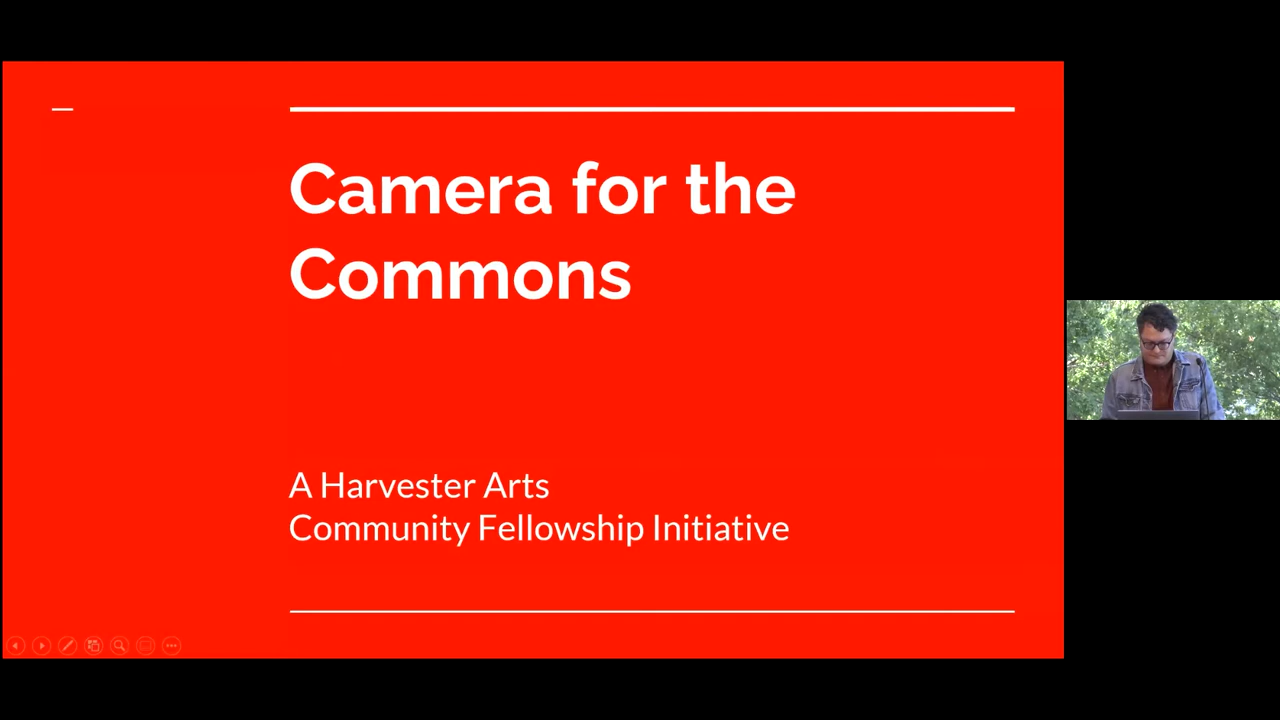 Camera for the
Commons
A Harvester Arts
Community Fellowship Initiative